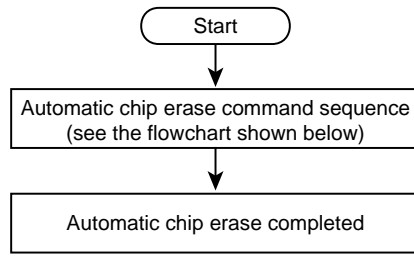 Start
Automatic chip erase command sequence
(see the flowchart shown below)
Automatic chip erase completed